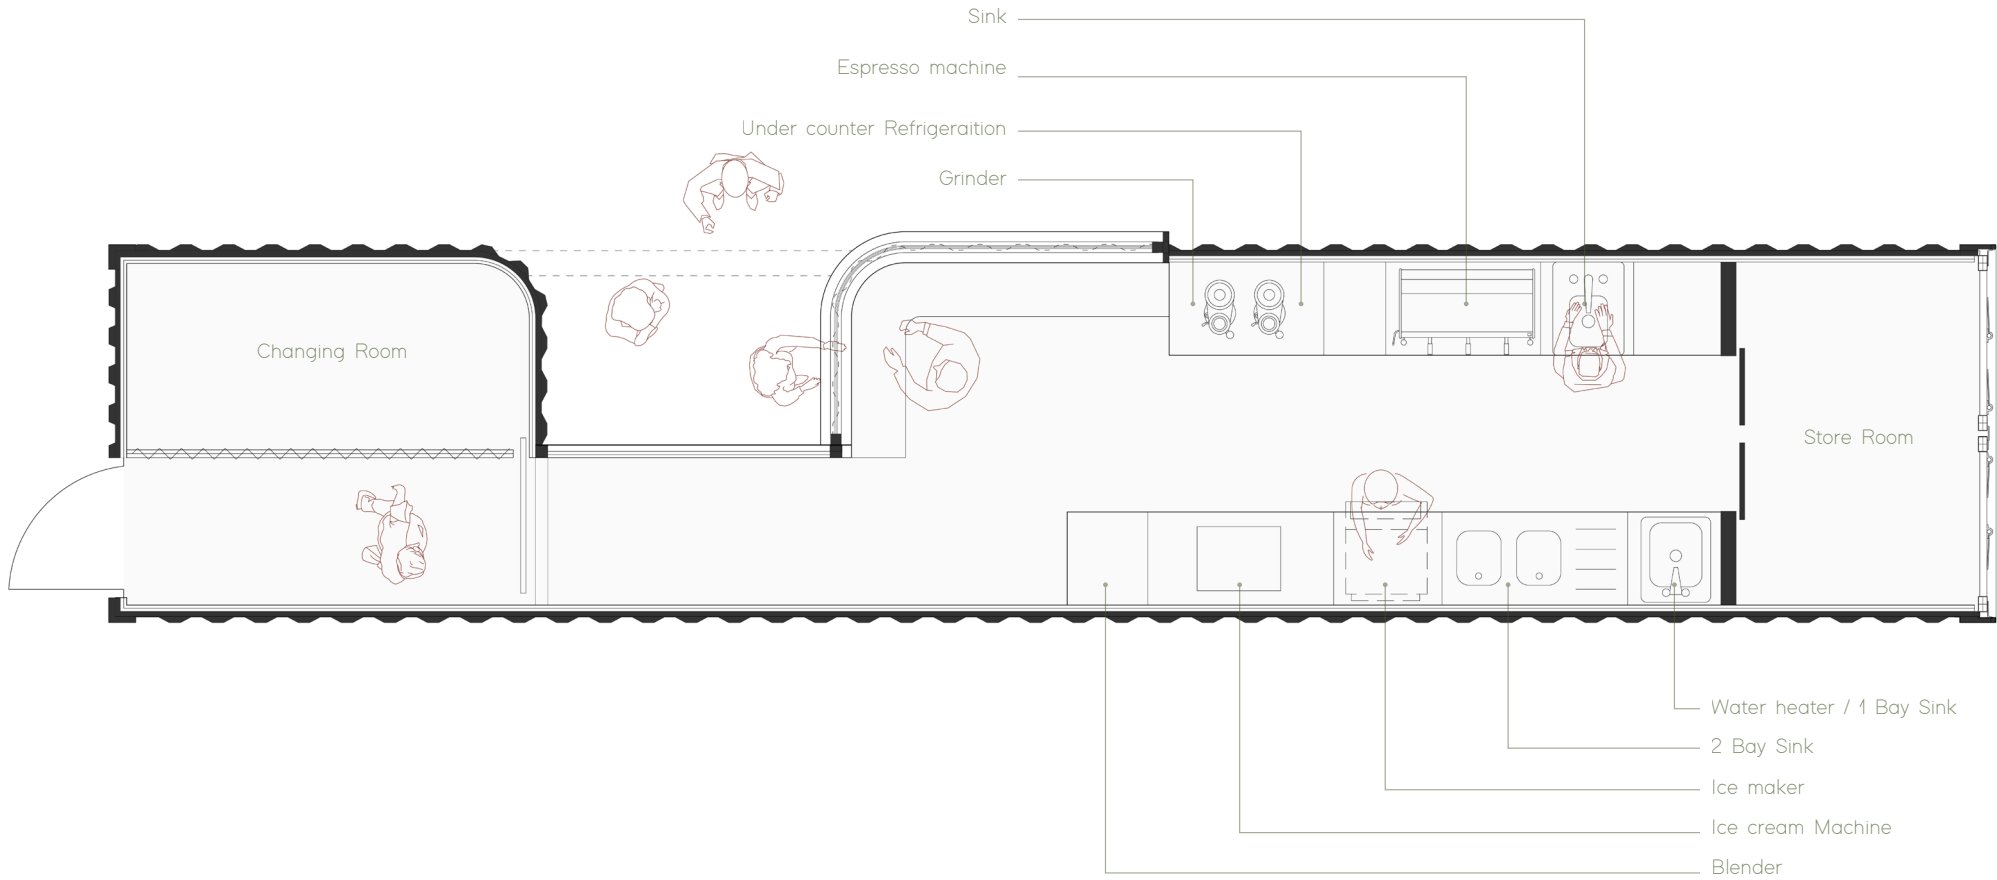 Sink
Espresso machine
Under counter Refrigeraition
Grinder
Changing Room
Store Room
Water heater / 1 Bay Sink
2 Bay Sink
Ice maker
Ice cream Machine
Blender